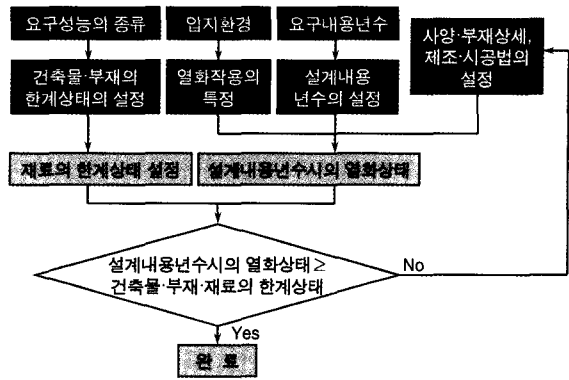 요구성능의 종류
입지환경
요구내용년수
사양·부재상세,
제조·시공법의
설정
건축물·부재의
한계상태의 설정
열화작용의
특정
설계내용
년수의 설정
재료의 한계상태 설정
설계내용년수시의 열화상태
설계내용년수시의 열화상태≥
건축물·부재·재료의 한계상태
No
Yes
완 료